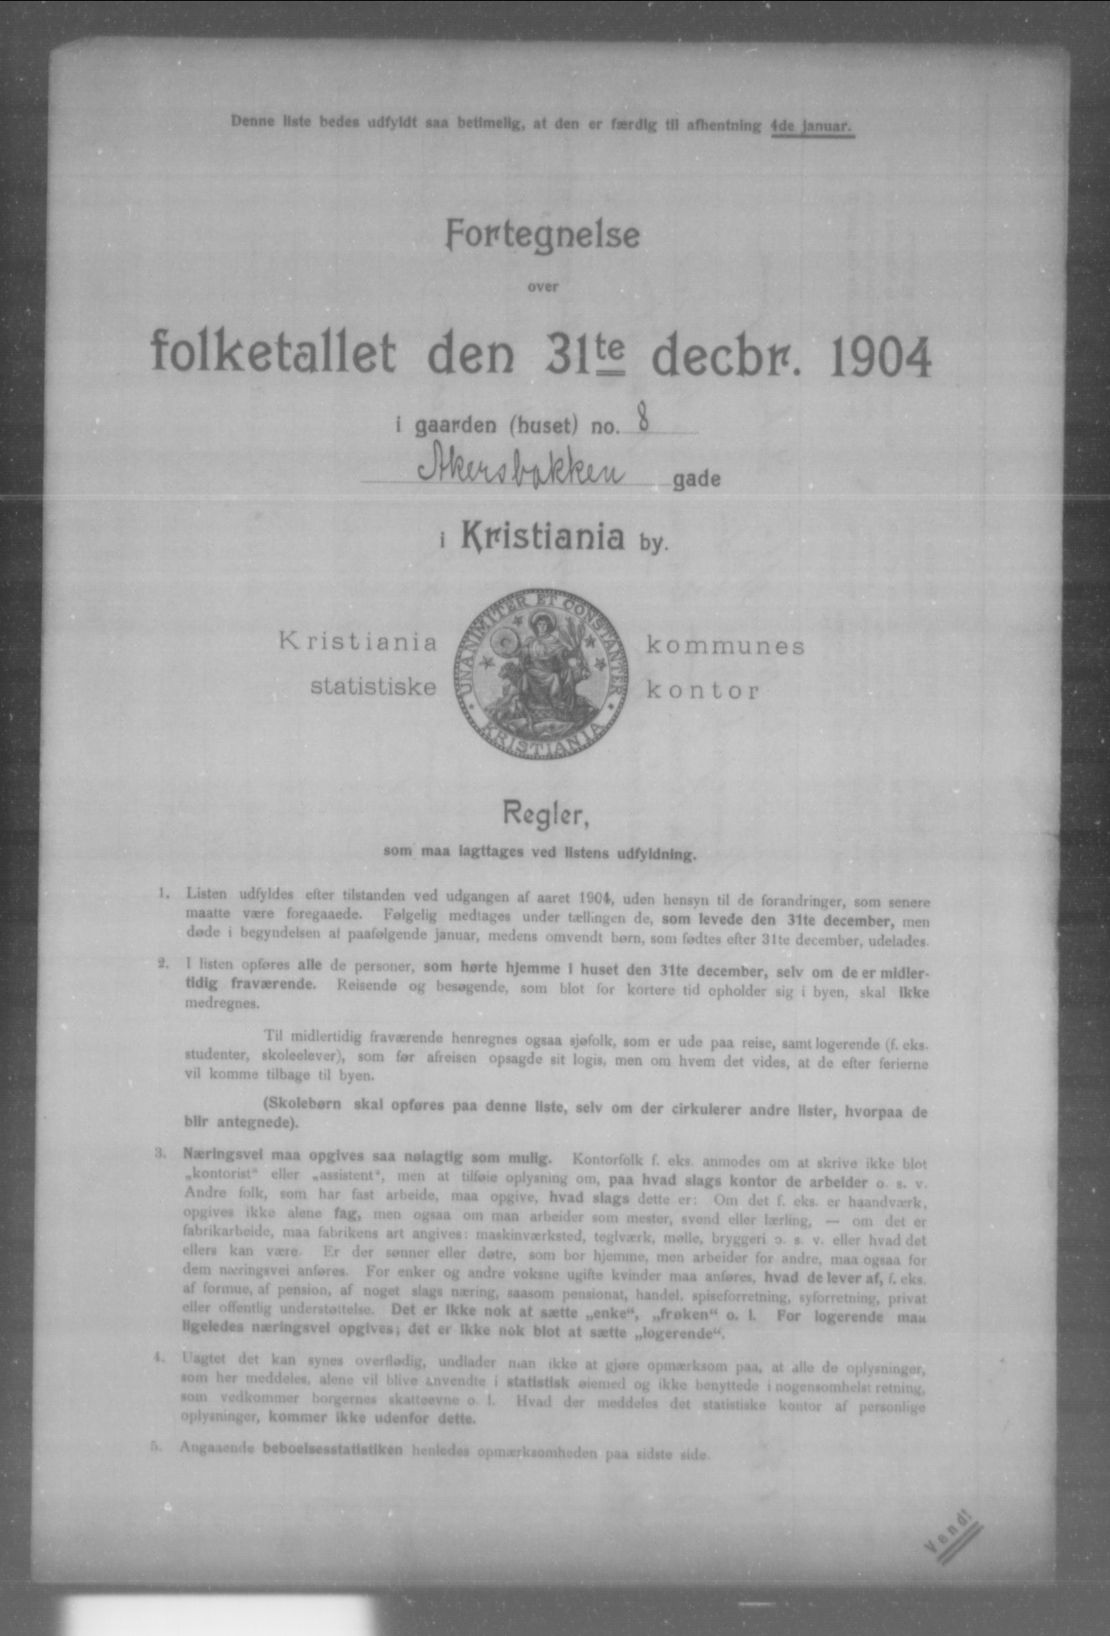 Denne liste bedes udfyldt saa betimelig, at den er færdig til afhentning 4de januar.
Fortegnelse
over
folketallet den 31te decbr. 1904
i gaarden (huset) no. 8
Akersbakken gade
i Kristiania by.
Kristiania kommunes
statistiske kontor
UNANIMITER ET CONSTANTER
KRISTIANIA
Regler,
som maa iagttages ved listens udfyldning.
1. Listen udfyldes efter tilstanden ved udgangen af aaret 1904, uden hensyn til de forandringer, som senere
maatte være foregaaede. Følgelig medtages under tællingen de, som levede den 31te december, men
døde i begyndelsen af paafølgende januar, medens omvendt børn, som fødtes efter 31te december, udelades.
2. I listen opføres alle de personer, som hørte hjemme i huset den 31te december, selv om de er midler-
tidig fraværende. Reisende og besøgende, som blot for kortere tid opholder sig i byen, skal ikke
medregnes.
Til midlertidig fraværende henregnes ogsaa sjøfolk, som er ude paa reise, samt logerende (f. eks.
studenter, skoleelever), som før afreisen opsagde sit logis, men om hvem det vides, at de efter ferierne
vil komme tilbage til byen.
(Skolebørn skal opføres paa denne liste, selv om der cirkulerer andre lister, hvorpaa de
blir antegnede).
3. Næringsvei maa opgives saa nøiagtig som mulig. Kontorfolk f. eks. anmodes om at skrive ikke blot
„kontorist“ eller „assistent“, men at tilføie oplysning om, paa hvad slags kontor de arbeider o. s. v.
Andre folk, som har fast arbeide, maa opgive, hvad slags dette er: Om det f. eks. er haandværk,
opgives ikke alene fag, men ogsaa om man arbeider som mester, svend eller lærling, — om det er
fabrikarbeide, maa fabrikens art angives: maskinværksted, teglværk, mølle, bryggeri o. s. v. eller hvad det
ellers kan være. Er der sønner eller døtre, som bor hjemme, men arbeider for andre, maa ogsaa for
dem næringsvei anføres. For enker og andre voksne ugifte kvinder maa anføres, hvad de lever af, f. eks.
af formue, af pension, af noget slags næring, saasom pensionat, handel, spiseforretning, syforretning, privat
eller offentlig understøttelse. Det er ikke nok at sætte „enke“, „frøken“ o. l. For logerende maa
ligeledes næringsvei opgives; det er ikke nok blot at sætte „logerende“.
4. Uagtet det kan synes overflødig, undlader man ikke at gjøre opmærksom paa, at alle de oplysninger,
som her meddeles, alene vil blive anvendte i statistisk øiemed og ikke benyttede i nogensomhelst retning,
som vedkommer borgernes skatteevne o. l. Hvad der meddeles det statistiske kontor af personlige
oplysninger, kommer ikke udenfor dette.
5. Angaaende beboelsesstatistiken henledes opmærksomheden paa sidste side.
Vend!